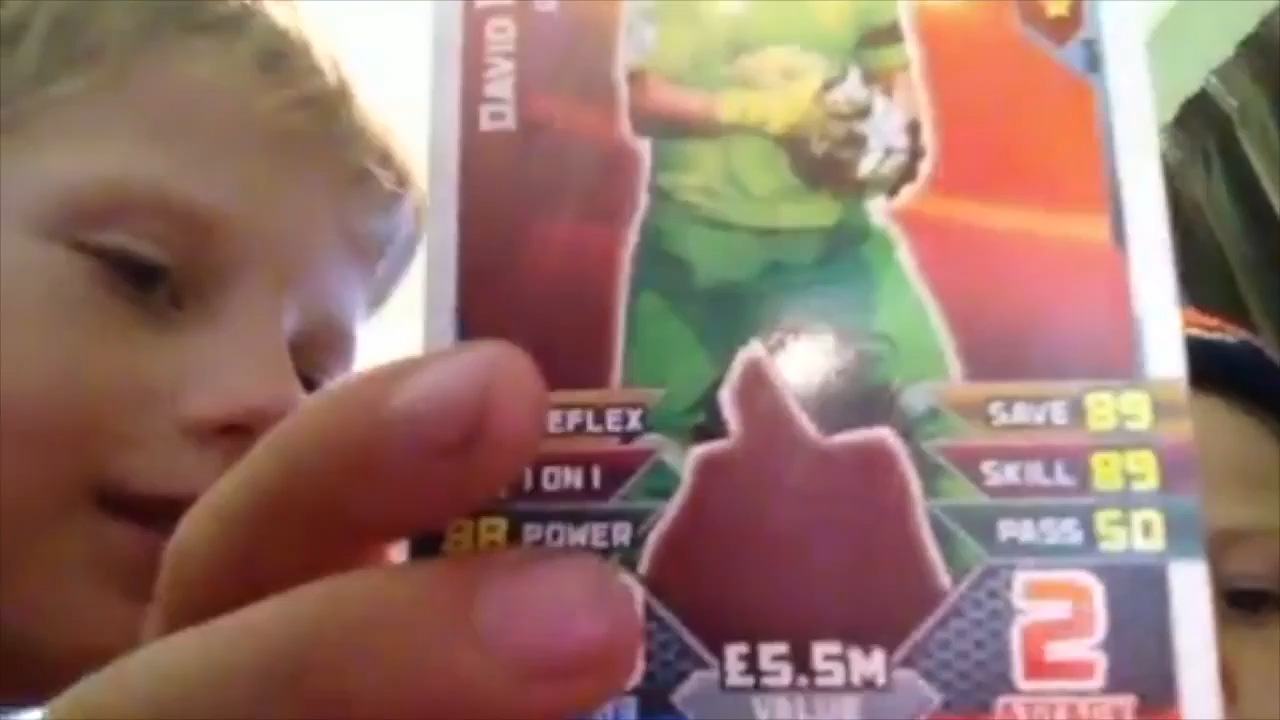 DAVID
EFLEX
SAVE 89
1 ON 1
SKILL 89
88 POWER
PASS 50
2
£5.5M
VALUE